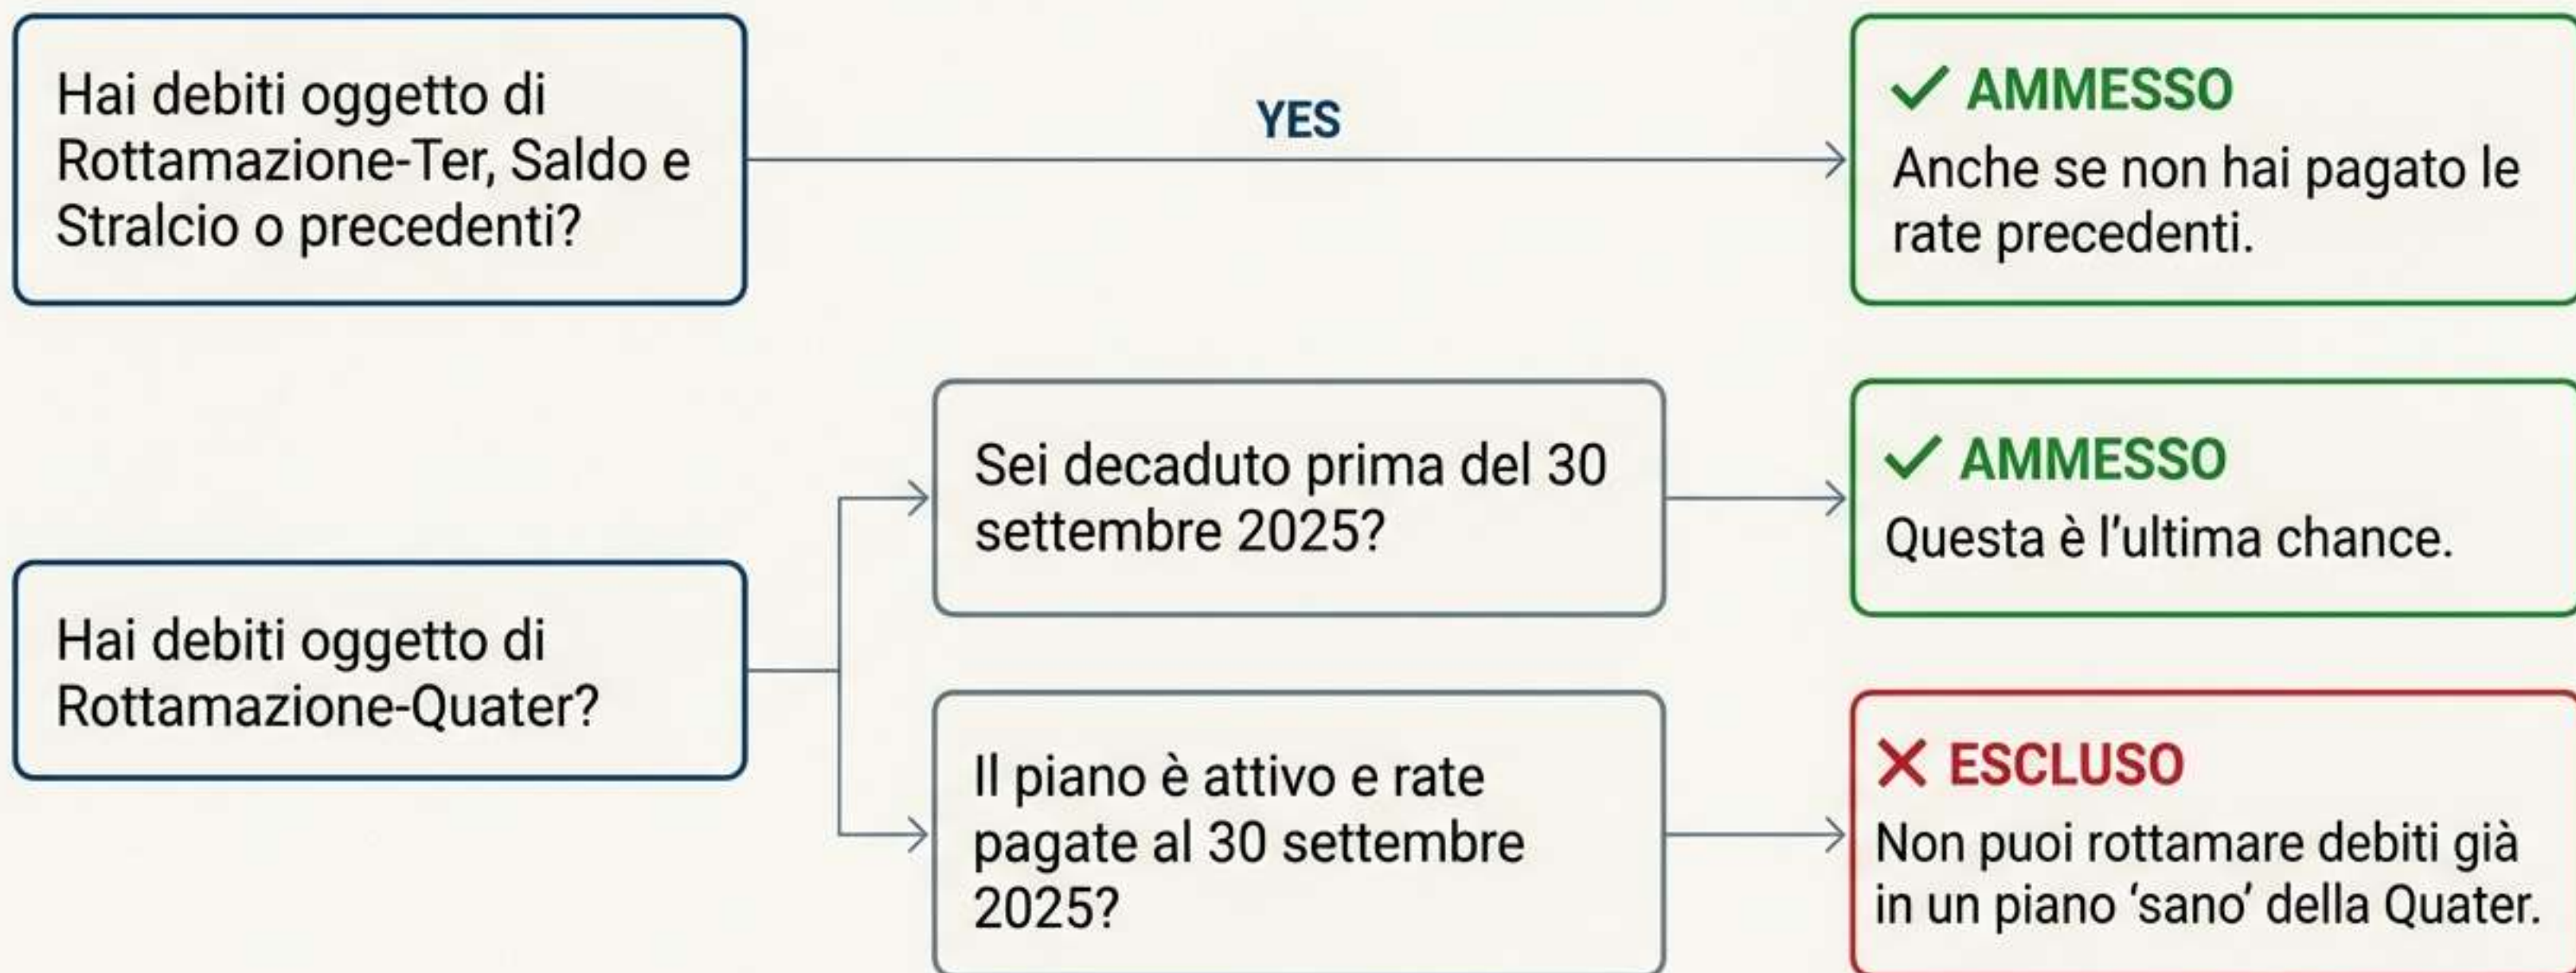 Hai debiti oggetto di
Rottamazione-Ter, Saldo e
Stralcio o precedenti?
YES
✓ AMMESSO
Anche se non hai pagato le
rate precedenti.
Hai debiti oggetto di
Rottamazione-Quater?
Sei decaduto prima del 30
settembre 2025?
✓ AMMESSO
Questa è l’ultima chance.
Il piano è attivo e rate
pagate al 30 settembre
2025?
✕ ESCLUSO
Non puoi rottamare debiti già
in un piano ‘sano’ della Quater.